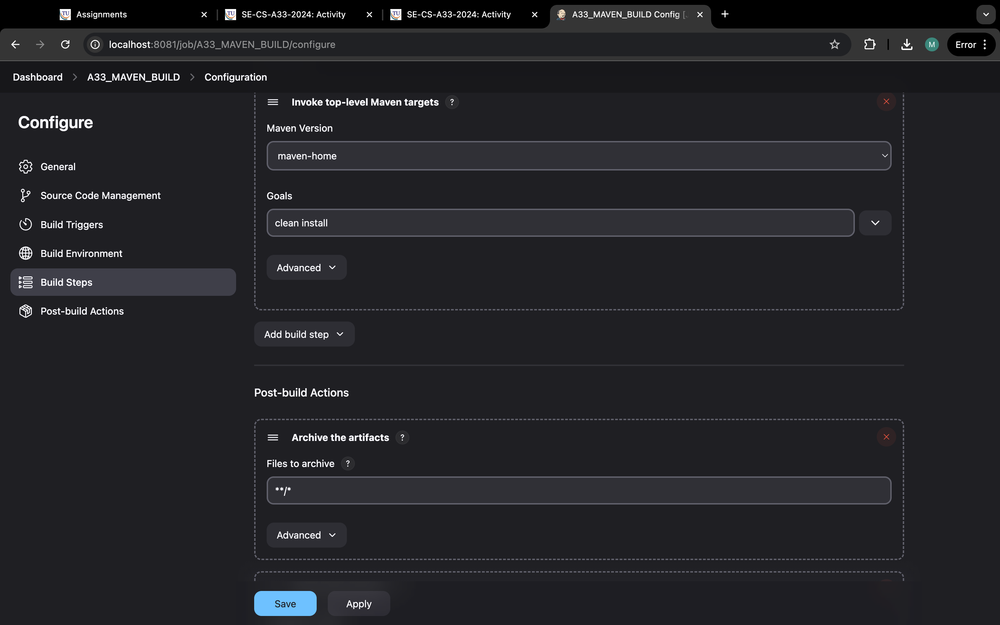 Assignments
SE-CS-A33-2024: Activity
SE-CS-A33-2024: Activity
A33_MAVEN_BUILD Config [
localhost:8081/job/A33_MAVEN_BUILD/configure
M
Error
Dashboard > A33_MAVEN_BUILD > Configuration
Configure
General
Source Code Management
Build Triggers
Build Environment
Build Steps
Post-build Actions
Invoke top-level Maven targets ?
Maven Version
maven-home
Goals
clean install
Advanced
Add build step
Post-build Actions
Archive the artifacts ?
Files to archive ?
**/*
Advanced
Save
Apply